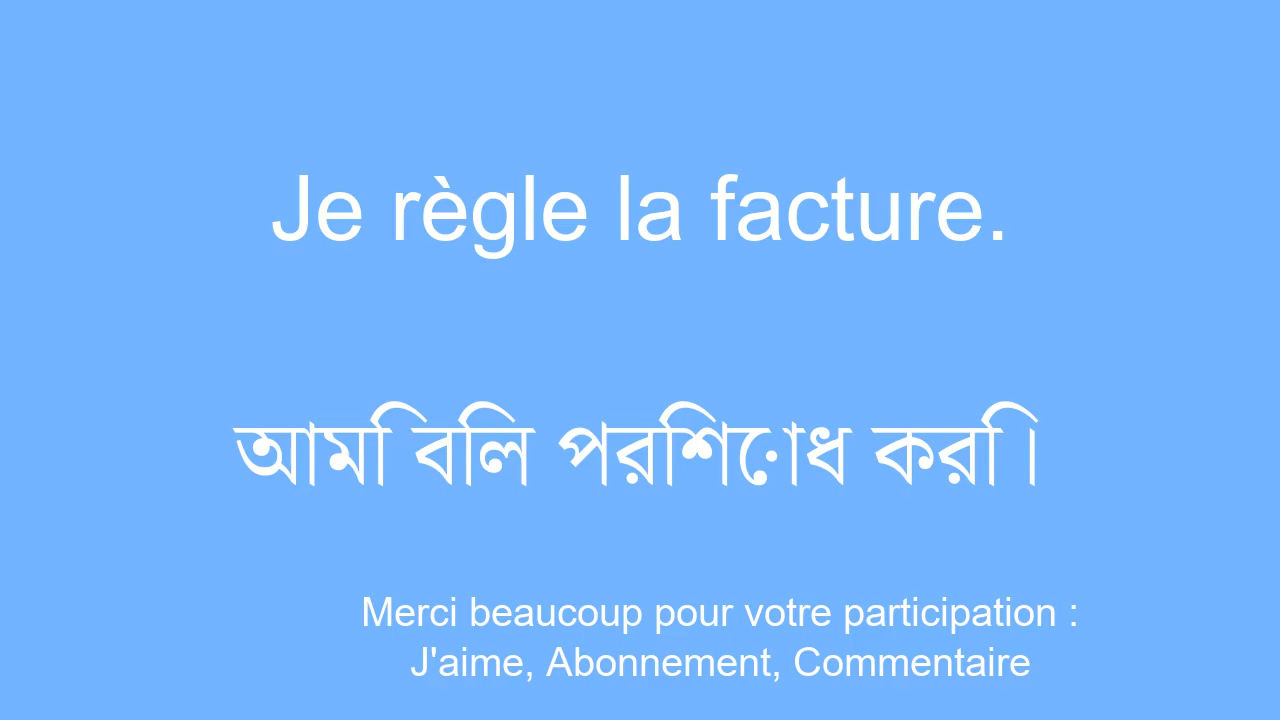 Je règle la facture.
আমি বিল পরিশোধ করি।
Merci beaucoup pour votre participation :
J'aime, Abonnement, Commentaire